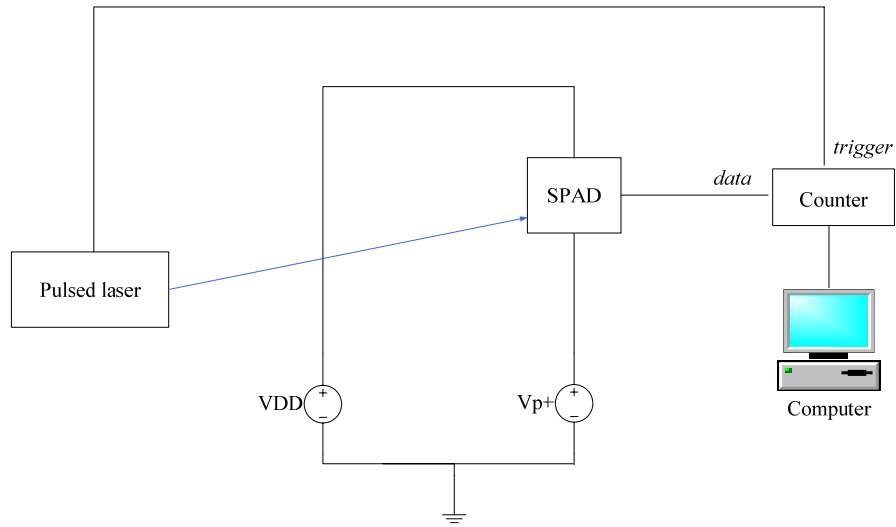 trigger
data
SPAD
Counter
Pulsed laser
VDD
Vp+
Computer